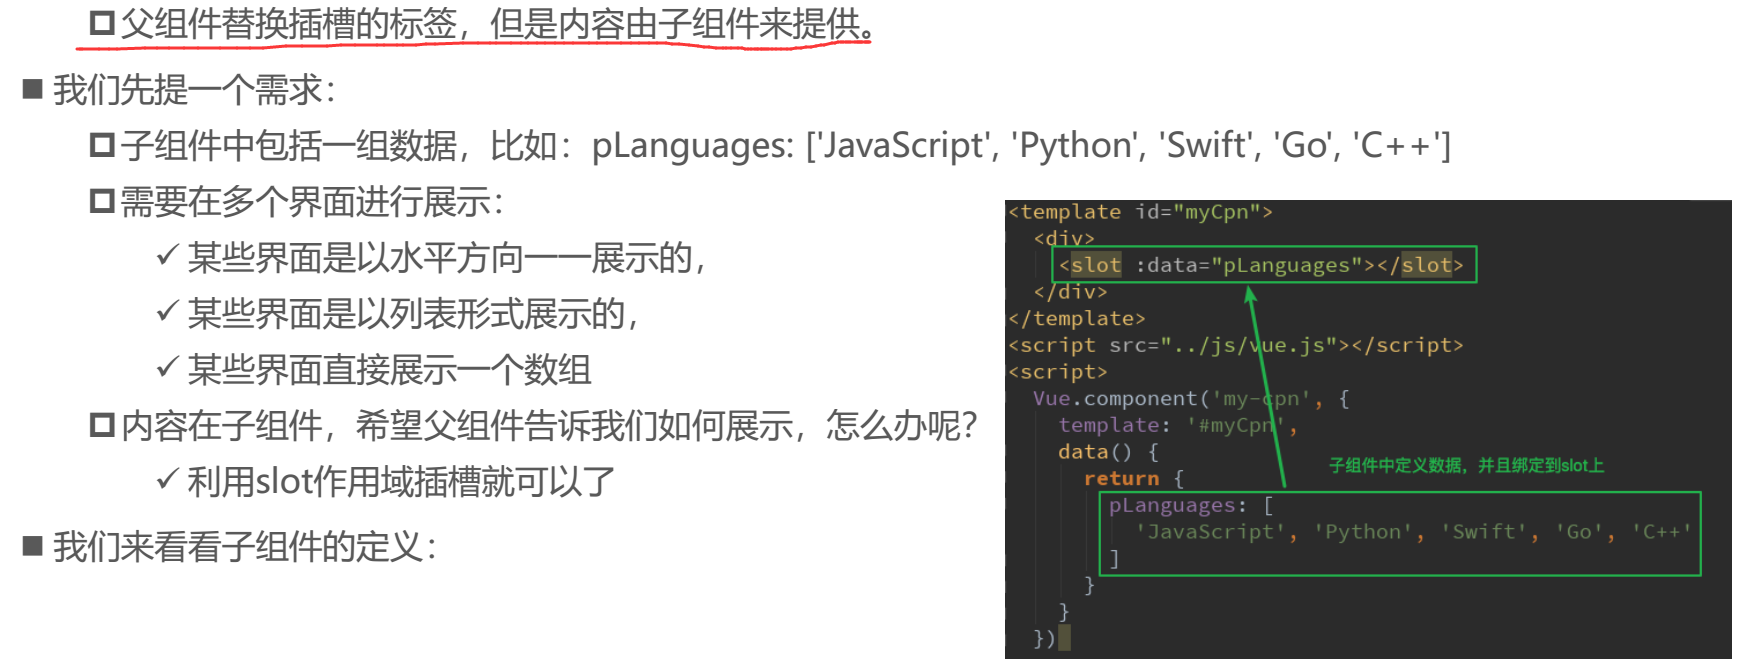 父组件替换插槽的标签，但是内容由子组件来提供。
我们先提一个需求：
子组件中包括一组数据，比如：pLanguages: ['JavaScript', 'Python', 'Swift', 'Go', 'C++']
需要在多个界面进行展示：
✓ 某些界面是以水平方向一一展示的，
✓ 某些界面是以列表形式展示的，
✓ 某些界面直接展示一个数组
内容在子组件，希望父组件告诉我们如何展示，怎么办呢？
✓ 利用slot作用域插槽就可以了
我们来看看子组件的定义：
<template id="myCpn">
<div>
<slot :data="pLanguages"></slot>
</div>
</template>
<script src="../js/vue.js"></script>
<script>
Vue.component('my-cpn', {
template: '#myCpn',
data() {
return {
子组件中定义数据，并且绑定到slot上
pLanguages: [
'JavaScript', 'Python', 'Swift', 'Go', 'C++'
]
}
}
})